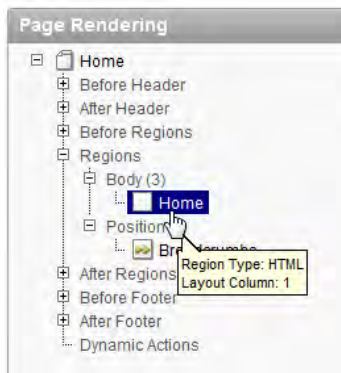 Page Rendering
Home
Before Header
After Header
Before Regions
Regions
Body (3)
Home
Position
Region Type: HTML
Layout Column: 1
After Regions
Before Footer
After Footer
Dynamic Actions